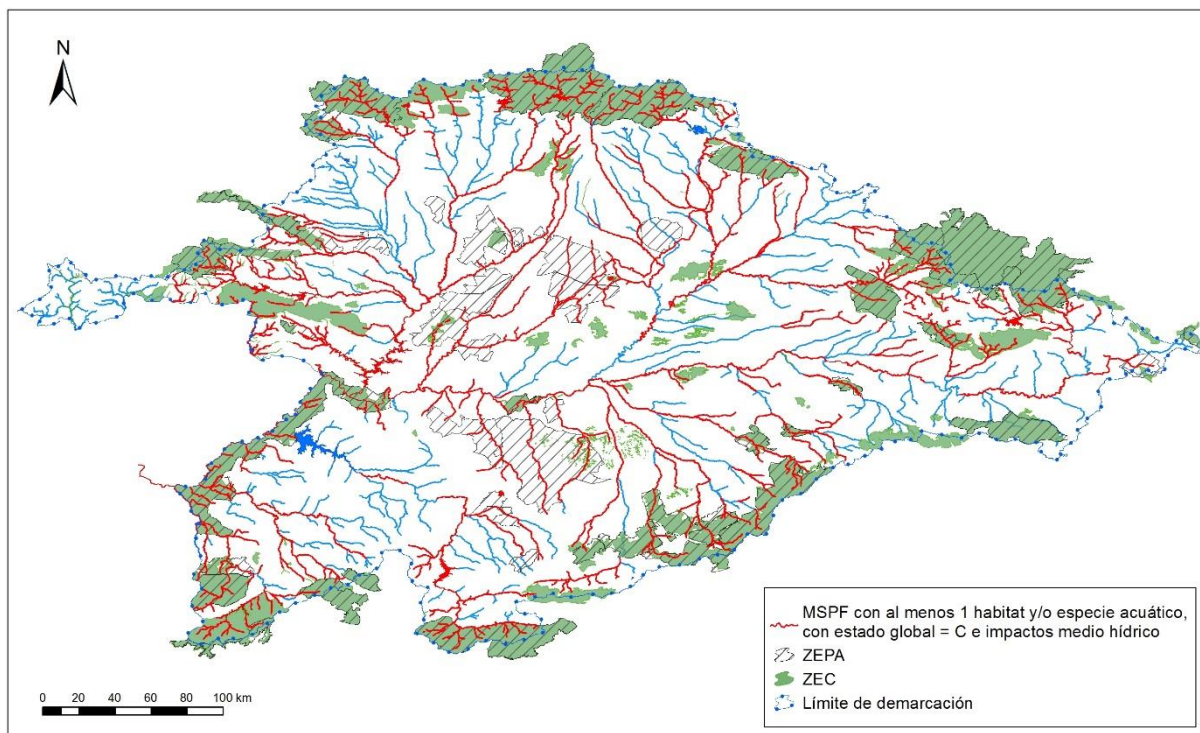 N
MSPF con al menos 1 habitat y/o especie acuático,
con estado global = C e impactos medio hídrico
ZEPA
ZEC
Límite de demarcación
0 20 40 60 80 100 km